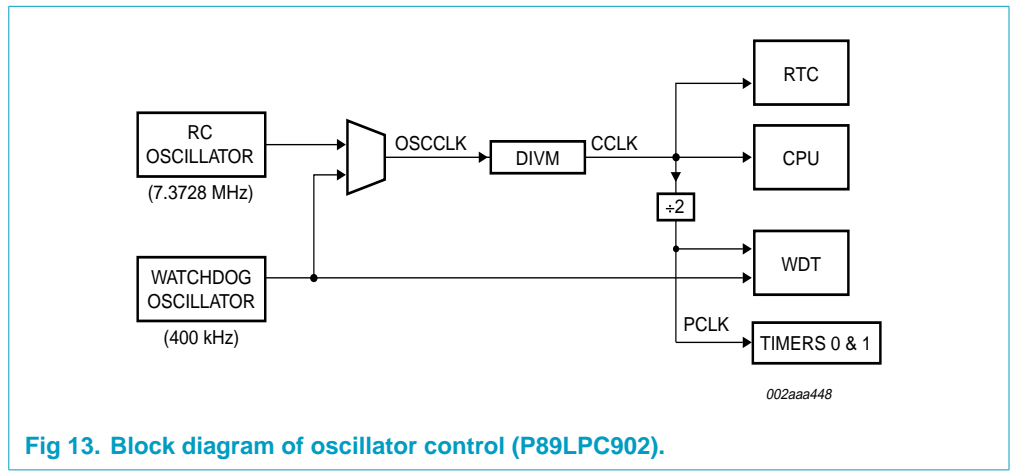 RTC
RC
OSCILLATOR
(7.3728 MHz)
OSCCLK
DIVM
CCLK
CPU
÷2
WATCHDOG
OSCILLATOR
(400 kHz)
WDT
PCLK
TIMERS 0 & 1
002aaa448
Fig 13. Block diagram of oscillator control (P89LPC902).